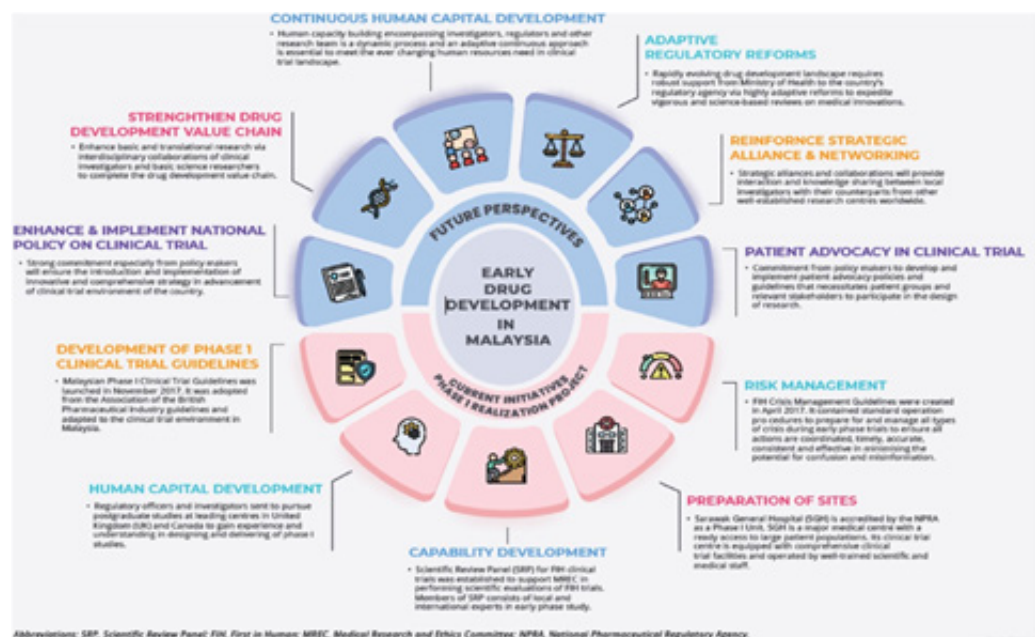 CONTINUOUS HUMAN CAPITAL DEVELOPMENT
• Human capacity building encompassing investigators, regulators and other
research team is a dynamic process and an adaptive continuous approach
is essential to meet the ever changing human resources need in clinical
trial landscape.
ADAPTIVE
REGULATORY REFORMS
• Rapidly evolving drug development landscape requires
robust support from Ministry of Health to the country's
regulatory agency via highly adaptive reforms to expedite
vigorous and science-based reviews on medical innovations.
STRENGHTEN DRUG
DEVELOPMENT VALUE CHAIN
• Enhance basic and translational research via
interdisciplinary collaborations of clinical
investigators and basic science researchers
to complete the drug development value chain.
REINFORNCE STRATEGIC
ALLIANCE & NETWORKING
• Strategic alliances and collaborations will provide
interaction and knowledge sharing between local
investigators with their counterparts from other
well-established research centres worldwide.
ENHANCE & IMPLEMENT NATIONAL
POLICY ON CLINICAL TRIAL
• Strong commitment especially from policy makers
will ensure the introduction and implementation of
innovative and comprehensive strategy in advancement
of clinical trial environment of the country.
PATIENT ADVOCACY IN CLINICAL TRIAL
• Commitment from policy makers to develop and
implement patient advocacy policies and
guidelines that necessitates patient groups and
relevant stakeholders to participate in the design
of research.
FUTURE PERSPECTIVES
EARLY
DRUG
DEVELOPMENT
IN
MALAYSIA
CURRENT INITIATIVES
PHASE I REALIZATION PROJECT
DEVELOPMENT OF PHASE 1
CLINICAL TRIAL GUIDELINES
• Malaysian Phase I Clinical Trial Guidelines was
launched in November 2017. It was adopted
from the Association of the British
Pharmaceutical Industry guidelines and
adapted to the clinical trial environment in
Malaysia.
RISK MANAGEMENT
• FIH Crisis Management Guidelines were created
in April 2017. It contained standard operation
pro cedures to prepare for and manage all types
of crisis during early phase trials to ensure all
actions are coordinated, timely, accurate,
consistent and effective in minimising the
potential for confusion and misinformation.
HUMAN CAPITAL DEVELOPMENT
• Regulatory officers and investigators sent to pursue
postgraduate studies at leading centres in United
Kingdom (UK) and Canada to gain experience and
understanding in designing and delivering of phase I
studies.
PREPARATION OF SITES
• Sarawak General Hospital (SGH) is accredited by the NPRA
as a Phase I Unit. SGH is a major medical centre with a
ready access to large patient populations. Its clinical trial
centre is equipped with comprehensive clinical
trial facilities and operated by well-trained scientific and
medical staff.
CAPABILITY DEVELOPMENT
• Scientific Review Panel (SRP) for FIH clinical
trials was established to support MREC in
performing scientific evaluations of FIH trials.
Members of SRP consists of local and
international experts in early phase study.
Abbreviations: SRP, Scientific Review Panel; FIH, First in Human; MREC, Medical Research and Ethics Committee; NPRA, National Pharmaceutical Regulatory Agency